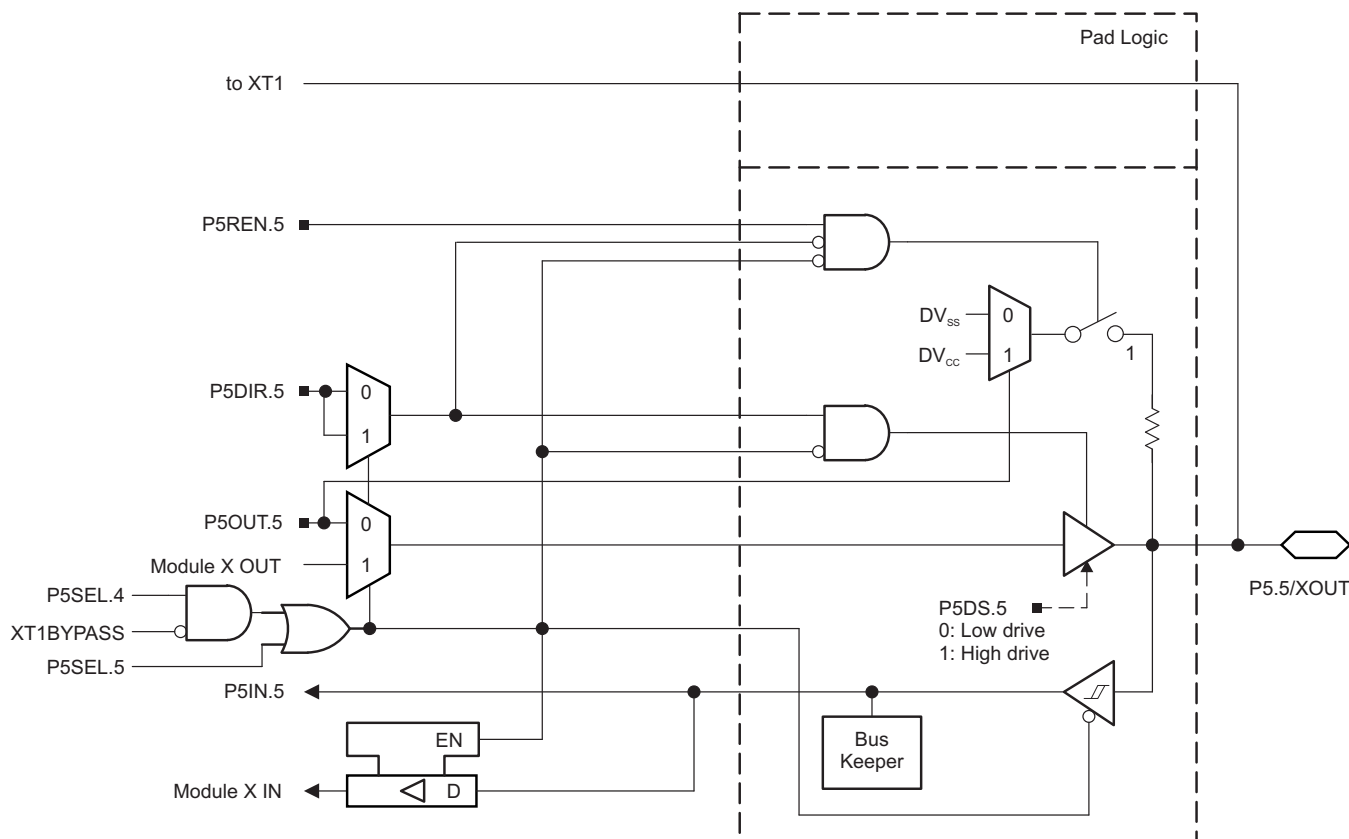 Pad Logic
to XT1
P5REN.5
DVSS
0
DVCC
1
1
P5DIR.5
0
1
P5OUT.5
0
Module X OUT
1
P5SEL.4
XT1BYPASS
P5SEL.5
P5.5/XOUT
P5DS.5
0: Low drive
1: High drive
P5IN.5
EN
Bus
Keeper
Module X IN
D